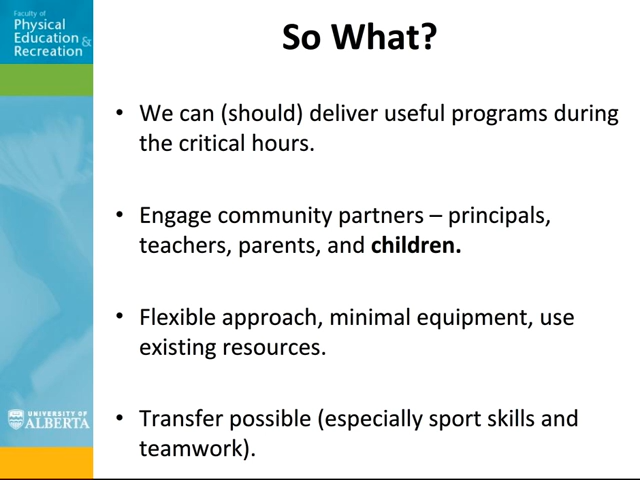 Faculty of
Physical
Education &
Recreation
So What?
• We can (should) deliver useful programs during
the critical hours.
• Engage community partners – principals,
teachers, parents, and children.
• Flexible approach, minimal equipment, use
existing resources.
• Transfer possible (especially sport skills and
teamwork).
UNIVERSITY OF
ALBERTA